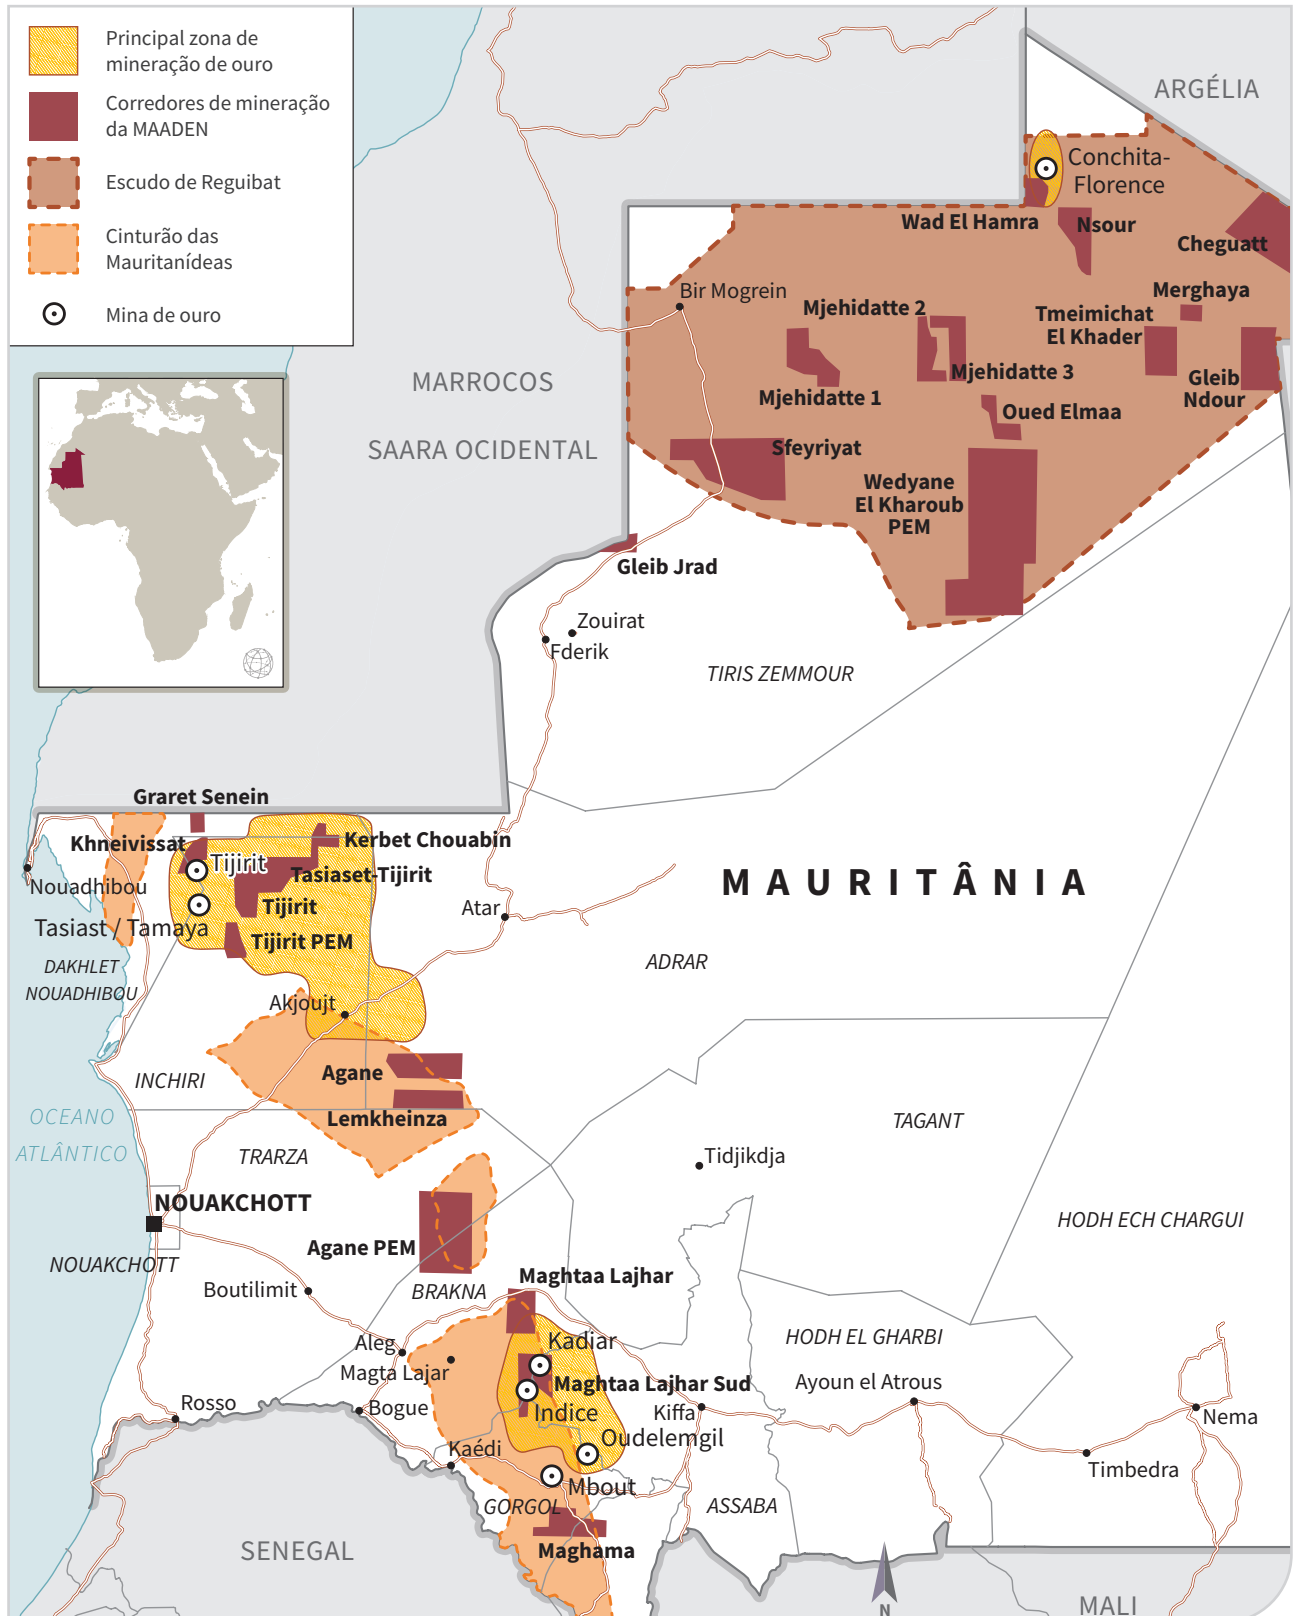 Principal zona de
mineração de ouro
Corredores de mineração
da MAADEN
Escudo de Reguibat
Cinturão das
Mauritanídeas
Mina de ouro
ARGÉLIA
Conchita-
Florence
Wad El Hamra
Nsour
Cheguatt
Bir Mogrein
Merghaya
Mjehidatte 2
Tmeimichat
El Khader
MARROCOS
Mjehidatte 3
Gleib
Ndour
Mjehidatte 1
Oued Elmaa
SAARA OCIDENTAL
Sfeyriyat
Wedyane
El Kharoub
PEM
Gleib Jrad
Zouirat
Fderik
TIRIS ZEMMOUR
Graret Senein
Khneivissat
Kerbet Chouabin
Tijirit
Tasiaset-Tijirit
MAURITÂNIA
Nouadhibou
Tijirit
Atar
Tasiast / Tamaya
Tijirit PEM
DAKHLET
NOUADHIBOU
ADRAR
Akjoujt
Agane
INCHIRI
OCEANO
ATLÂNTICO
Lemkheinza
TAGANT
TRARZA
Tidjikdja
NOUAKCHOTT
HODH ECH CHARGUI
Agane PEM
NOUAKCHOTT
Maghtaa Lajhar
Boutilimit
BRAKNA
HODH EL GHARBI
Aleg
Kadiar
Magta Lajar
Maghtaa Lajhar Sud
Ayoun el Atrous
Rosso
Bogue
Indice
Kiffa
Nema
Oudelemgil
Kaédi
Timbedra
Mbout
GORGOL
ASSABA
Maghama
SENEGAL
MALI
N